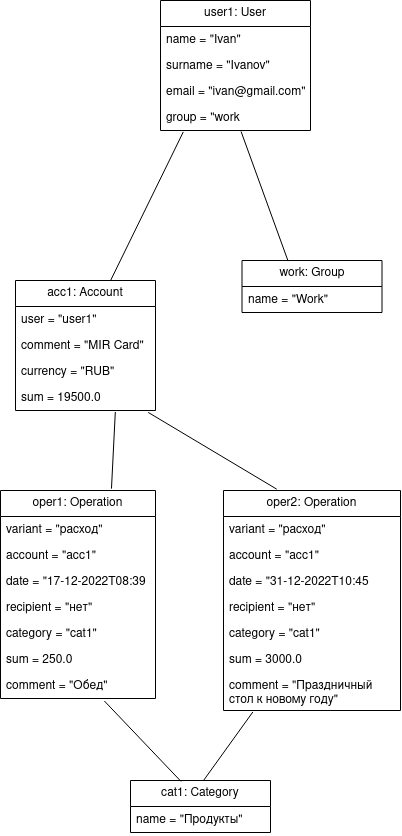 user1: User
name = "Ivan"
surname = "Ivanov"
email = "ivan@gmail.com"
group = "work
acc1: Account
user = "user1"
comment = "MIR Card"
currency = "RUB"
sum = 19500.0
work: Group
name = "Work"
oper1: Operation
variant = "расход"
account = "acc1"
date = "17-12-2022T08:39
recipient = "нет"
category = "cat1"
sum = 250.0
comment = "Обед"
oper2: Operation
variant = "расход"
account = "acc1"
date = "31-12-2022T10:45
recipient = "нет"
category = "cat1"
sum = 3000.0
comment = "Праздничный
стол к новому году"
cat1: Category
name = "Продукты"